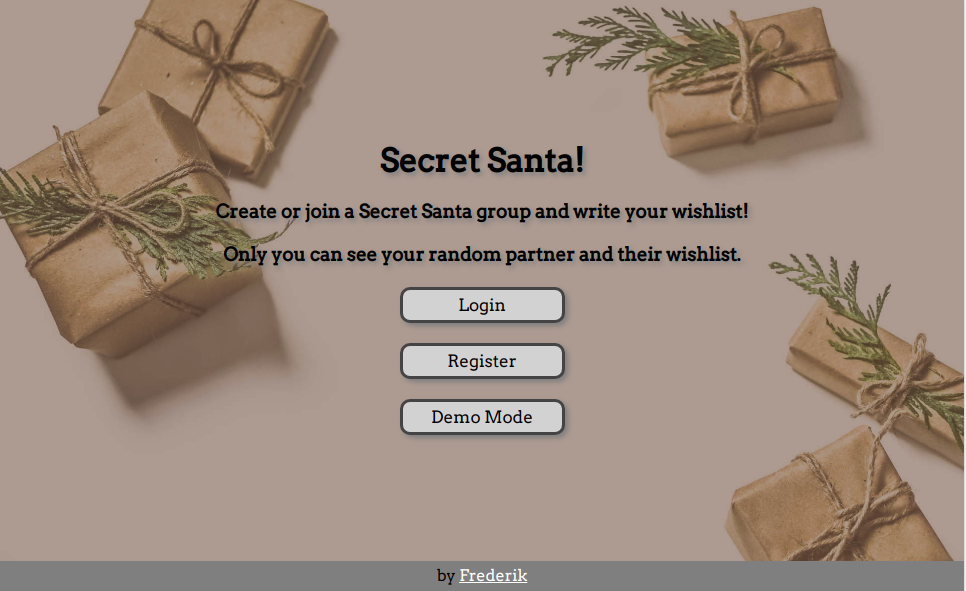 Secret Santa!
Create or join a Secret Santa group and write your wishlist!
Only you can see your random partner and their wishlist.
Login
Register
Demo Mode
by Frederik